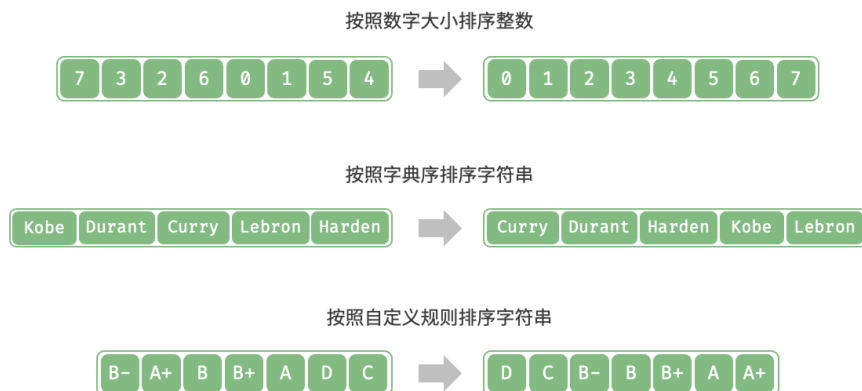 按照数字大小排序整数
7 3 2 6 0 1 5 4 0 1 2 3 4 5 6 7
按照字典序排序字符串
Kobe Durant Curry Lebron Harden Curry Durant Harden Kobe Lebron
按照自定义规则排序字符串
B- A+ B B+ A D C D C B- B B+ A A+